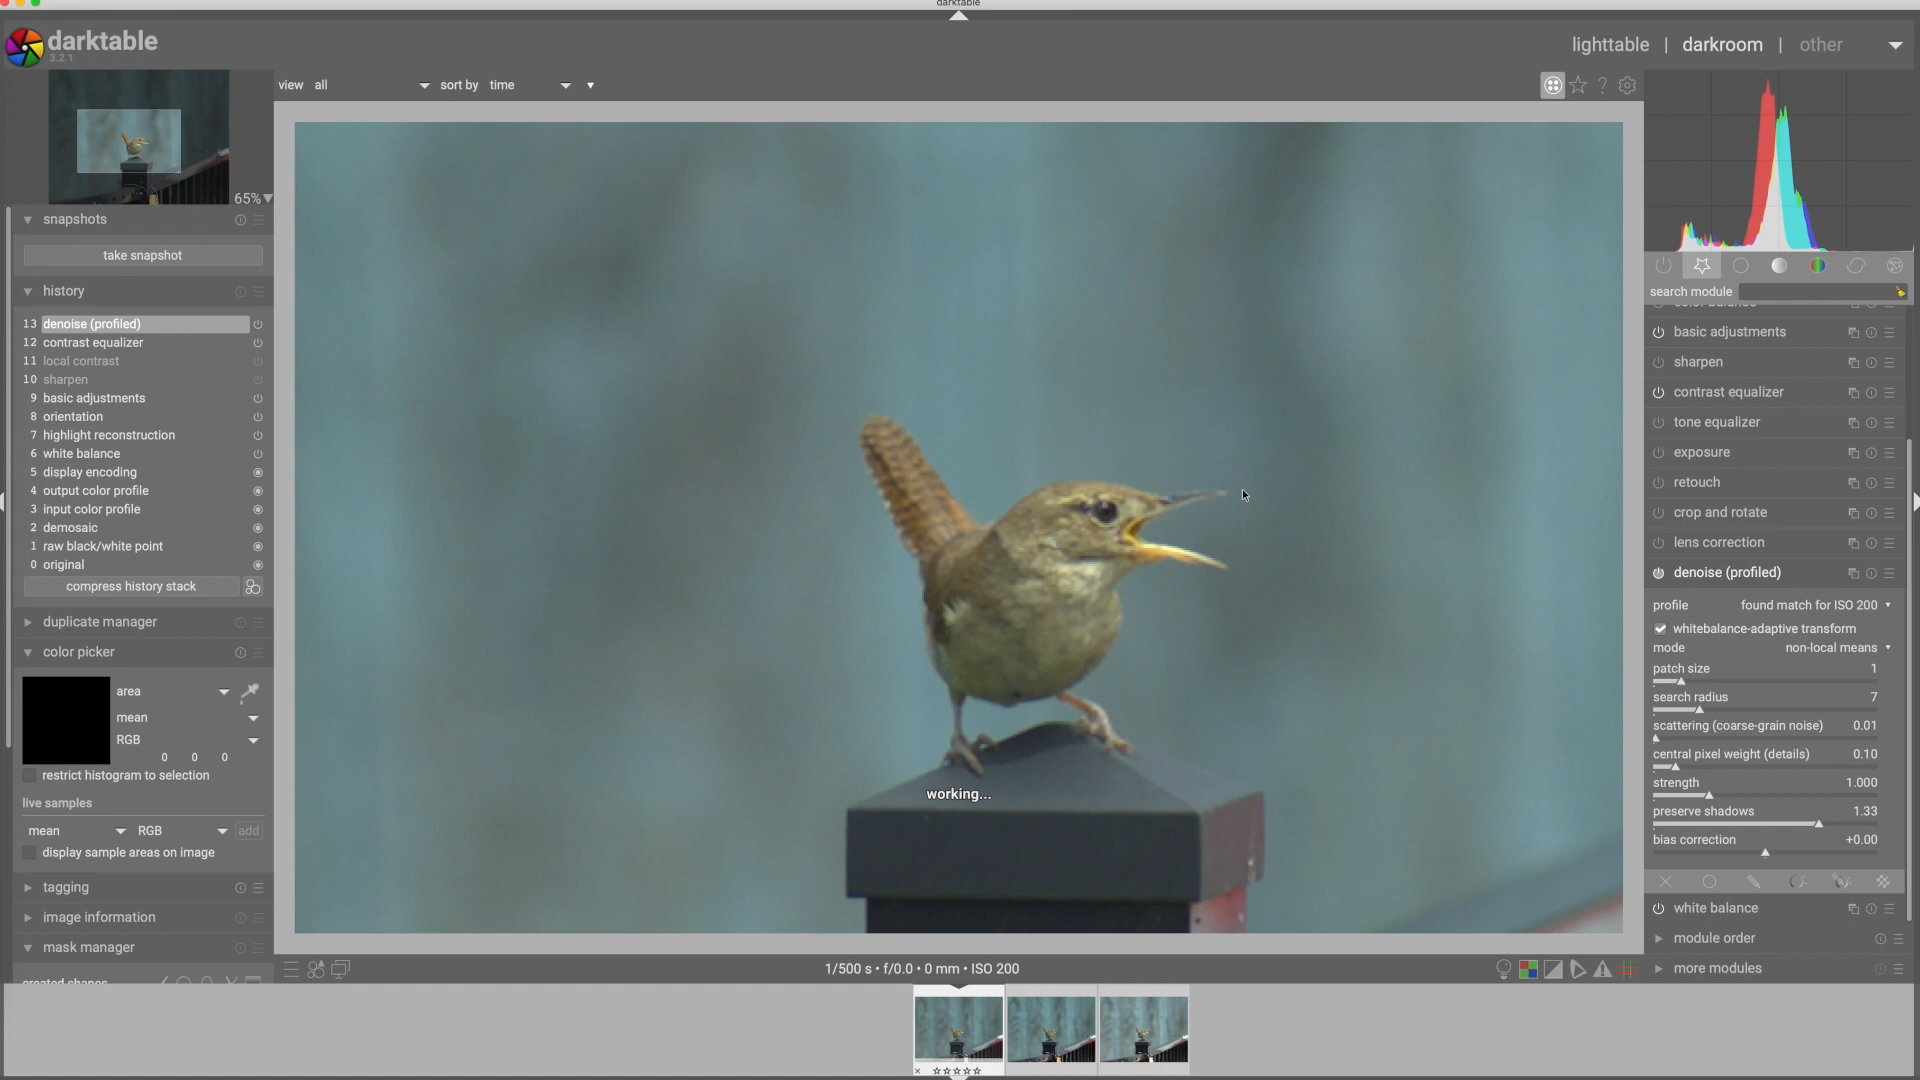 darktable
darktable
3.2.1
lighttable | darkroom | other
view all sort by time
65%
snapshots
take snapshot
history
13 denoise (profiled)
12 contrast equalizer
11 local contrast
10 sharpen
9 basic adjustments
8 orientation
7 highlight reconstruction
6 white balance
5 display encoding
4 output color profile
3 input color profile
2 demosaic
1 raw black/white point
0 original
compress history stack
duplicate manager
color picker
area
mean
RGB
0 0 0
restrict histogram to selection
live samples
mean RGB add
display sample areas on image
tagging
image information
mask manager
created shapes
working...
1/500 s • f/0.0 • 0 mm • ISO 200
search module
color balance
basic adjustments
sharpen
contrast equalizer
tone equalizer
exposure
retouch
crop and rotate
lens correction
denoise (profiled)
profile found match for ISO 200
whitebalance-adaptive transform
mode non-local means
patch size 1
search radius 7
scattering (coarse-grain noise) 0.01
central pixel weight (details) 0.10
strength 1.000
preserve shadows 1.33
bias correction +0.00
white balance
module order
more modules